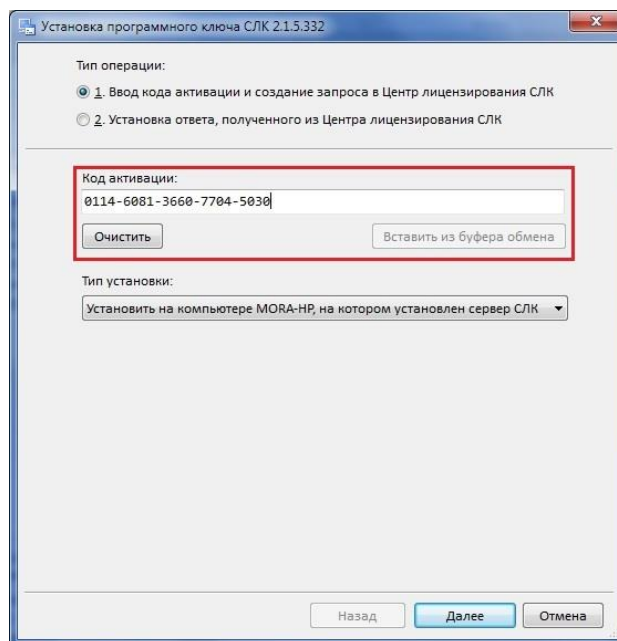 Установка программного ключа СЛК 2.1.5.332
Тип операции:
1. Ввод кода активации и создание запроса в Центр лицензирования СЛК
2. Установка ответа, полученного из Центра лицензирования СЛК
Код активации:
0114-6081-3660-7704-5030
Очистить
Вставить из буфера обмена
Тип установки:
Установить на компьютере MORA-HP, на котором установлен сервер СЛК
Назад
Далее
Отмена